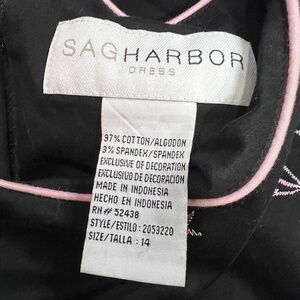 SAGHARBOR
DRESS
97% COTTON/ALGODON
3% SPANDEX/SPANDEX
EXCLUSIVE OF DECORATION
EXCLUSIVO DE DECORACION
MADE IN INDONESIA
HECHO EN INDONESIA
RN# 52438
STYLE/ESTILO: 2053220
SIZE/TALLA : 14